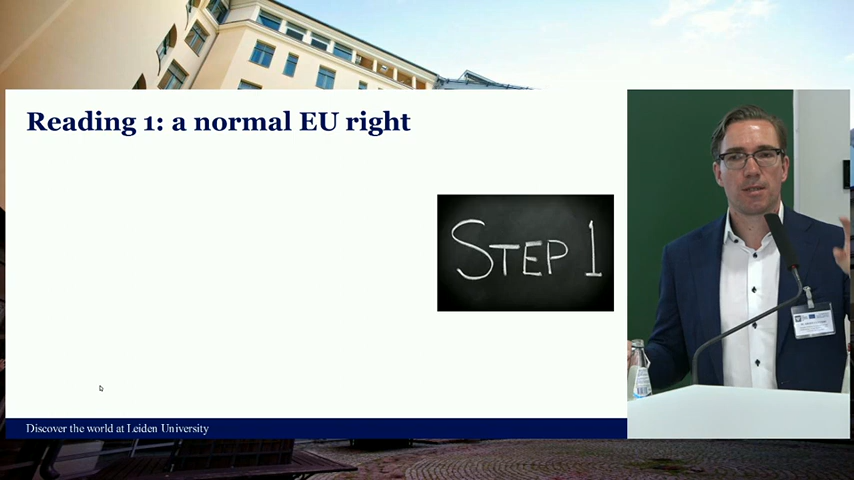 Reading 1: a normal EU right
STEP 1
Discover the world at Leiden University